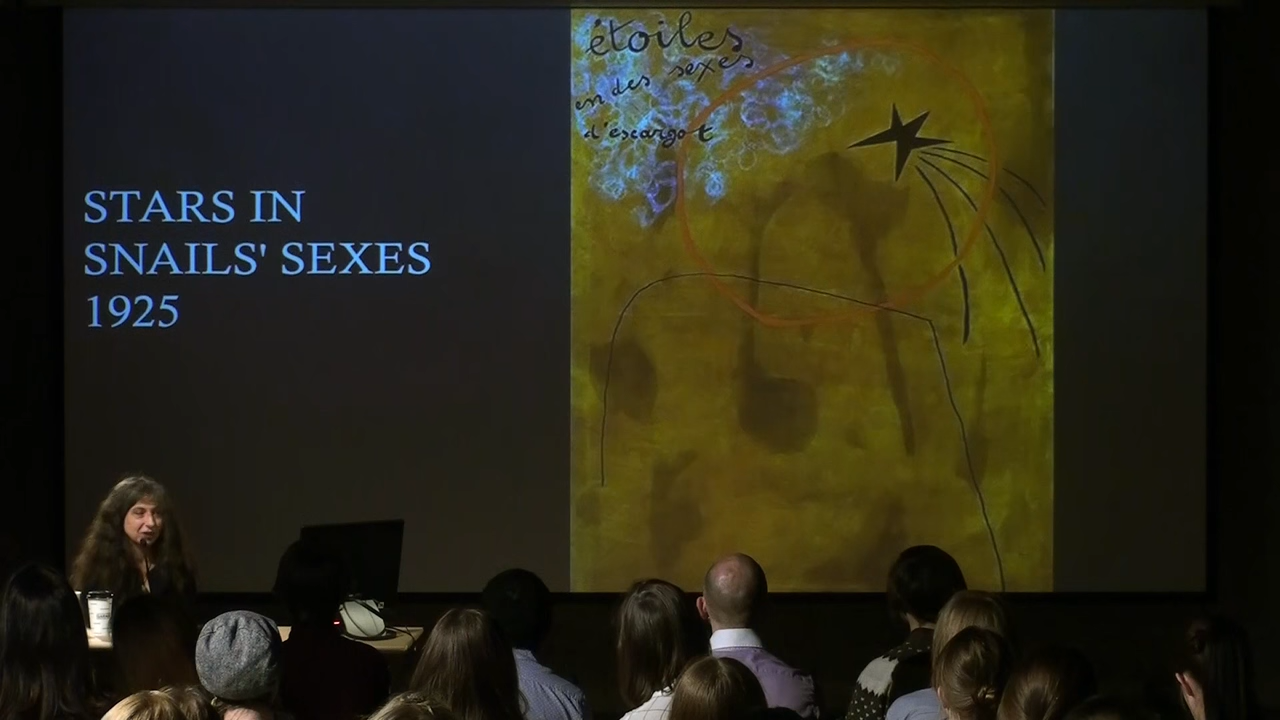 STARS IN
SNAILS' SEXES
1925
étoiles
en des sexes
d'escargot